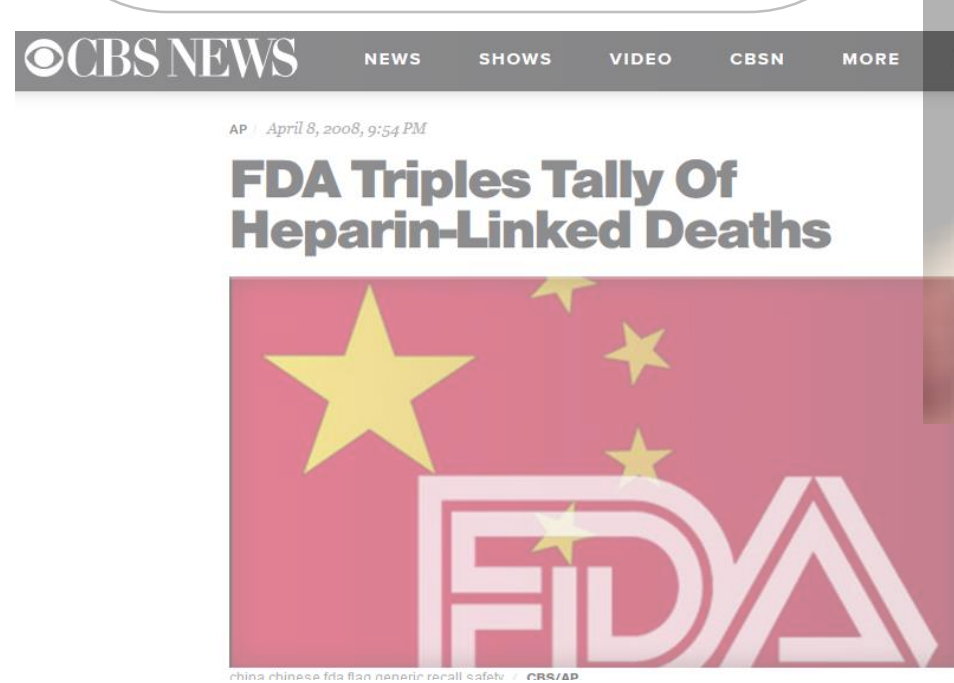 CBS NEWS NEWS SHOWS VIDEO CBSN MORE
AP / April 8, 2008, 9:54 PM
FDA Triples Tally Of
Heparin-Linked Deaths
FDA
china chinese fda flag generic recall safety / CBS/AP